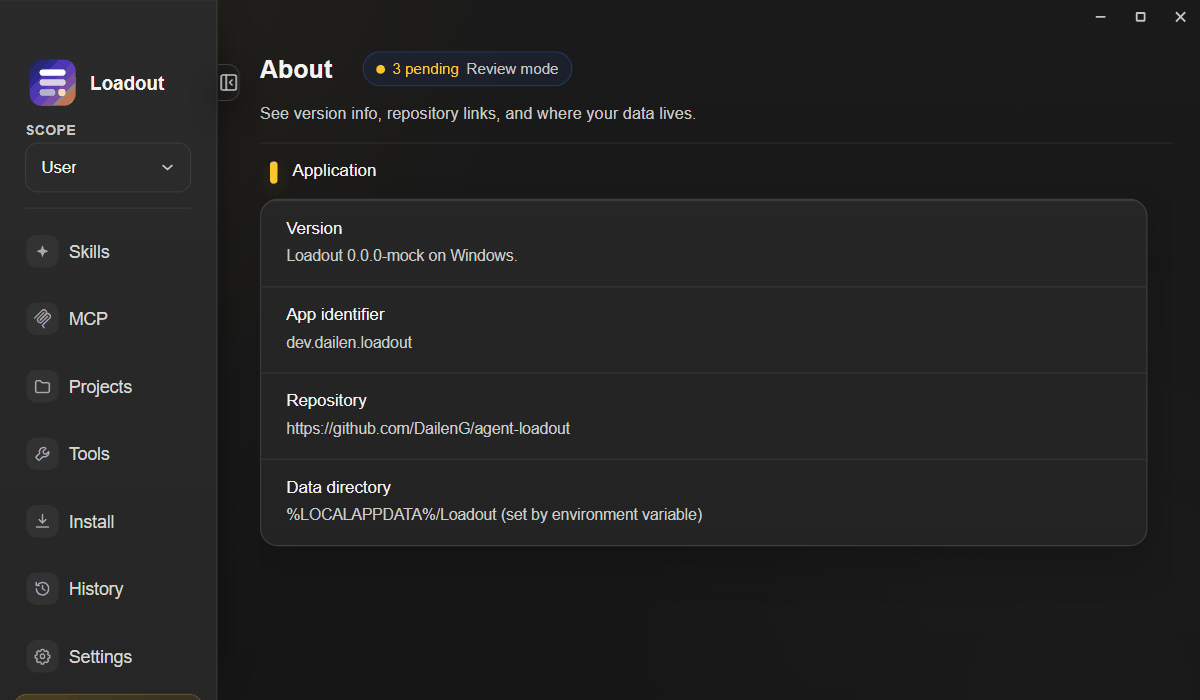 Loadout
SCOPE
User
Skills
MCP
Projects
Tools
Install
History
Settings
About
3 pending Review mode
See version info, repository links, and where your data lives.
Application
Version
Loadout 0.0.0-mock on Windows.
App identifier
dev.dailen.loadout
Repository
https://github.com/DailenG/agent-loadout
Data directory
%LOCALAPPDATA%/Loadout (set by environment variable)